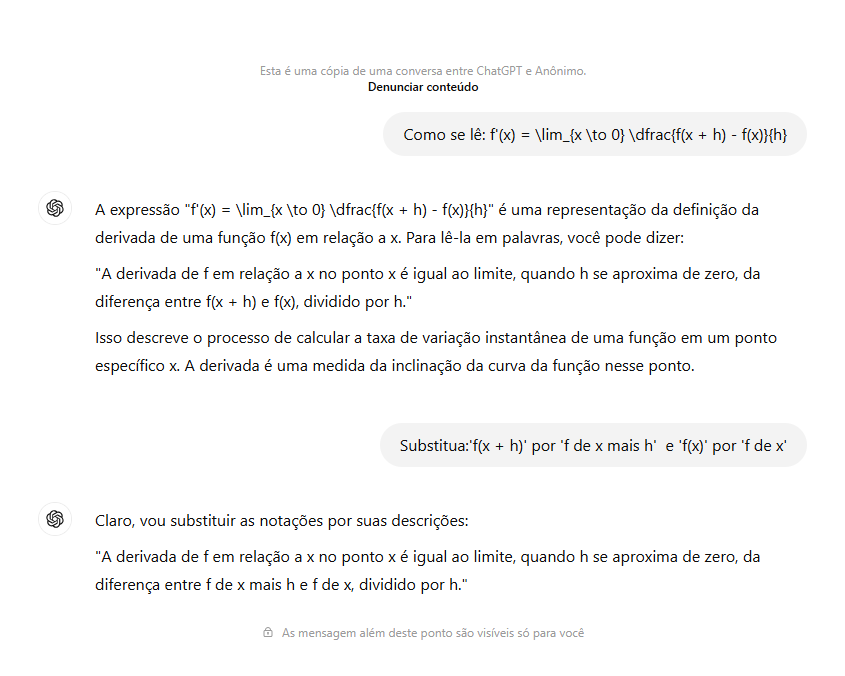 Esta é uma cópia de uma conversa entre ChatGPT e Anônimo.
Denunciar conteúdo
Como se lê: f'(x) = \lim_{x \to 0} \dfrac{f(x + h) - f(x)}{h}
A expressão "f'(x) = \lim_{x \to 0} \dfrac{f(x + h) - f(x)}{h}" é uma representação da definição da
derivada de uma função f(x) em relação a x. Para lê-la em palavras, você pode dizer:
"A derivada de f em relação a x no ponto x é igual ao limite, quando h se aproxima de zero, da
diferença entre f(x + h) e f(x), dividido por h."
Isso descreve o processo de calcular a taxa de variação instantânea de uma função em um ponto
específico x. A derivada é uma medida da inclinação da curva da função nesse ponto.
Substitua:'f(x + h)' por 'f de x mais h'  e 'f(x)' por 'f de x'
Claro, vou substituir as notações por suas descrições:
"A derivada de f em relação a x no ponto x é igual ao limite, quando h se aproxima de zero, da
diferença entre f de x mais h e f de x, dividido por h."
As mensagem além deste ponto são visíveis só para você